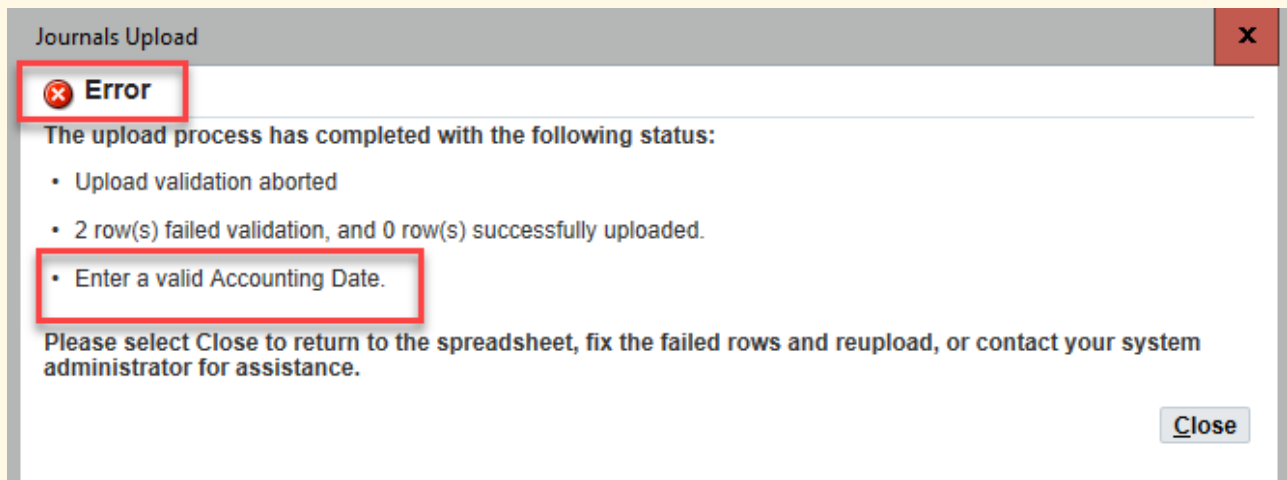 Journals Upload
x
Error
The upload process has completed with the following status:
• Upload validation aborted
• 2 row(s) failed validation, and 0 row(s) successfully uploaded.
• Enter a valid Accounting Date.
Please select Close to return to the spreadsheet, fix the failed rows and reupload, or contact your system
administrator for assistance.
Close